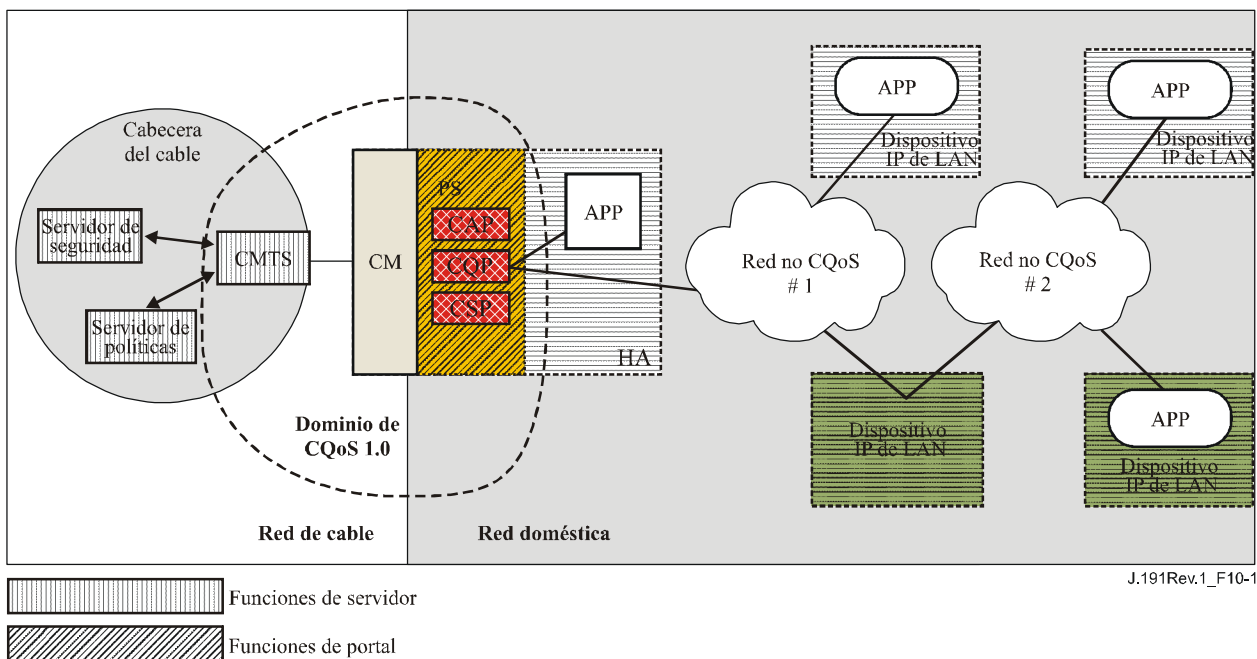 Cabecera
del cable
Servidor de
seguridad
CMTS
Servidor de
políticas
Dominio de
CQoS 1.0
Red de cable
CM
PS
CAP
CQP
CSP
APP
HA
Red doméstica
Red no CQoS
# 1
Red no CQoS
# 2
APP
Dispositivo
IP de LAN
APP
Dispositivo
IP de LAN
Dispositivo
IP de LAN
APP
Dispositivo
IP de LAN
J.191Rev.1_F10-1
Funciones de servidor
Funciones de portal